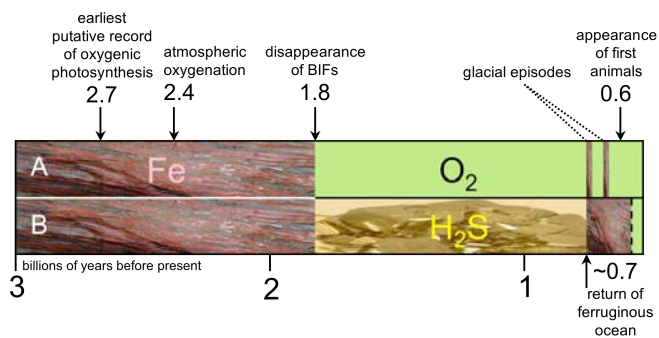 earliest
putative record
of oxygenic
photosynthesis
2.7
atmospheric
oxygenation
2.4
disappearance
of BIFs
1.8
glacial episodes
appearance
of first
animals
0.6
A
Fe
O2
B
H2S
billions of years before present
3
2
1
~0.7
return of
ferruginous
ocean